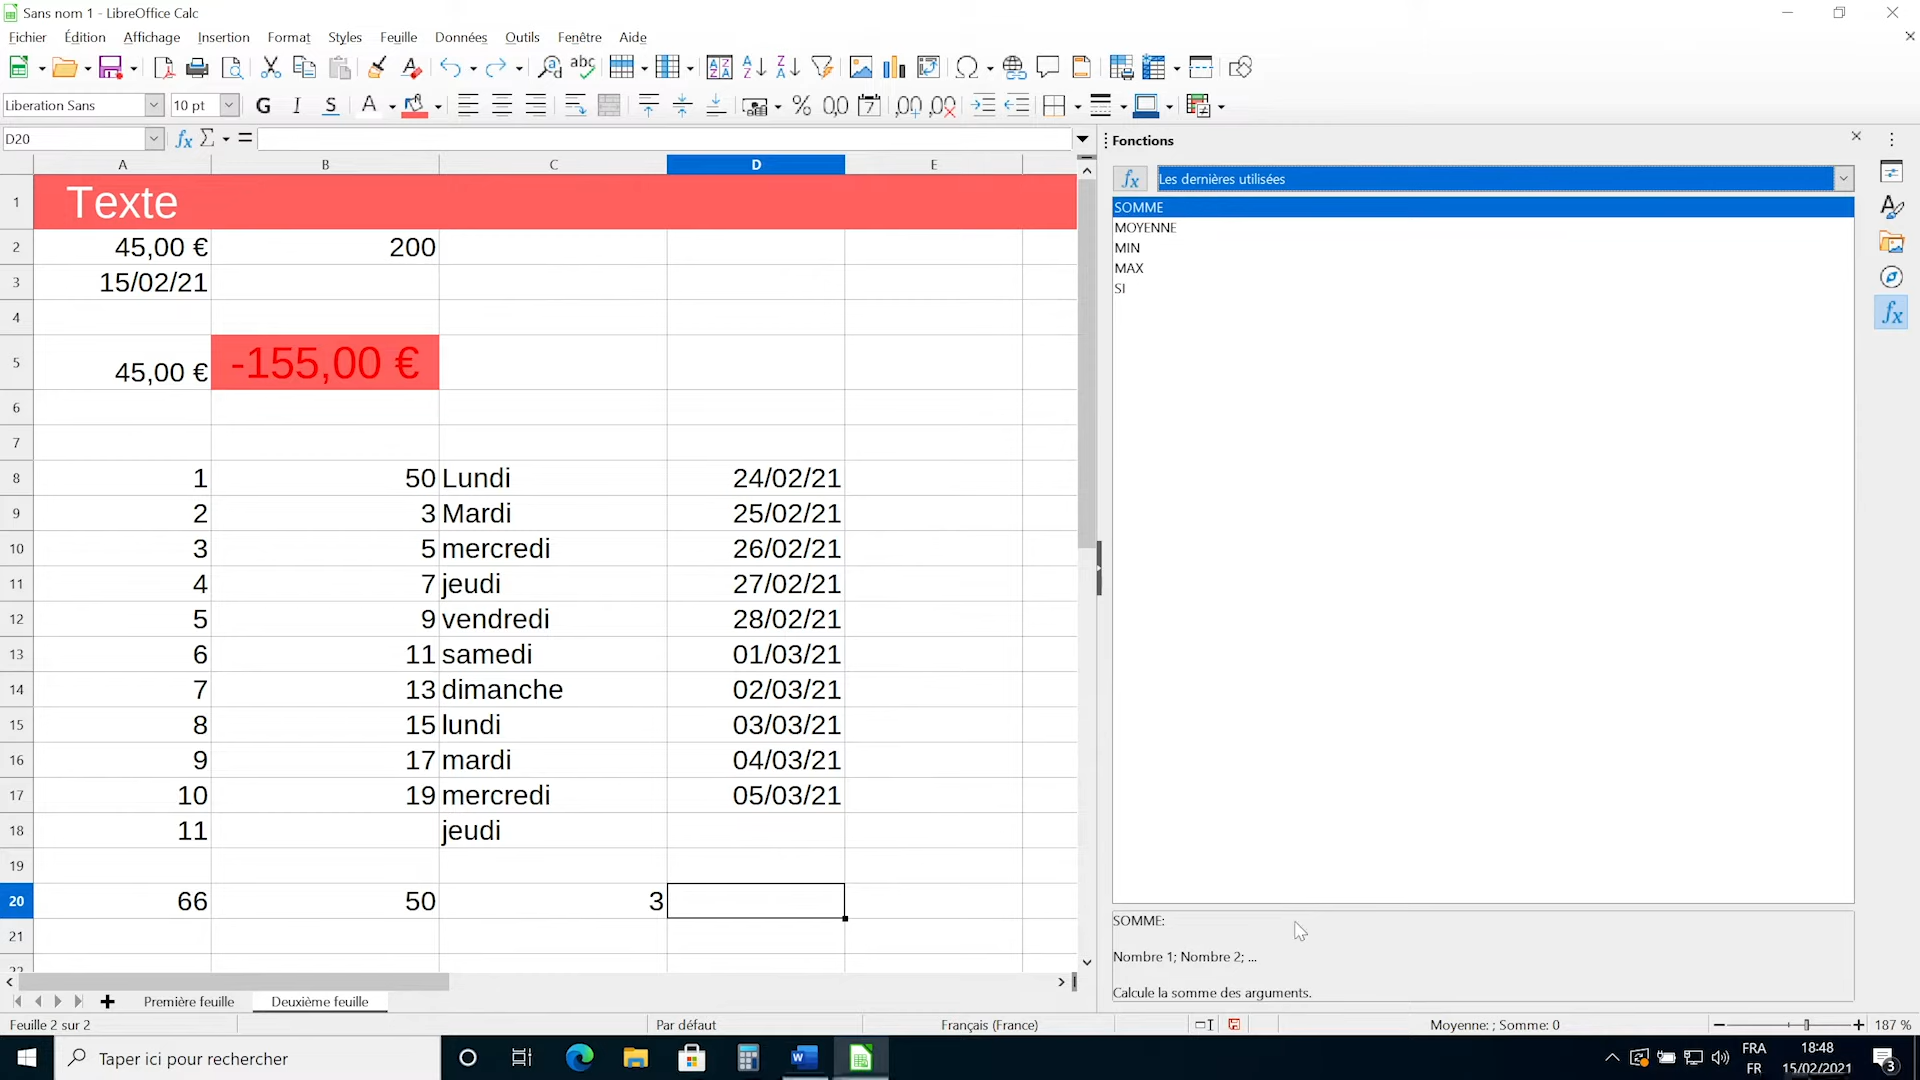 Sans nom 1 - LibreOffice Calc
Fichier Édition Affichage Insertion Format Styles Feuille Données Outils Fenêtre Aide
Liberation Sans 10 pt G I S A % 0,0
D20 fx Σ =
A B C D E
1 Texte
2 45,00 € 200
3 15/02/21
4
5 45,00 € -155,00 €
6
7
8 1 50 Lundi 24/02/21
9 2 3 Mardi 25/02/21
10 3 5 mercredi 26/02/21
11 4 7 jeudi 27/02/21
12 5 9 vendredi 28/02/21
13 6 11 samedi 01/03/21
14 7 13 dimanche 02/03/21
15 8 15 lundi 03/03/21
16 9 17 mardi 04/03/21
17 10 19 mercredi 05/03/21
18 11 jeudi
19
20 66 50 3
21
22
Première feuille Deuxième feuille
Fonctions
fx Les dernières utilisées
SOMME
MOYENNE
MIN
MAX
SI
SOMME:
Nombre 1; Nombre 2; ...
Calcule la somme des arguments.
Feuille 2 sur 2 Par défaut Français (France) Moyenne: ; Somme: 0 187 %
Taper ici pour rechercher
FRA
FR
18:48
15/02/2021
3